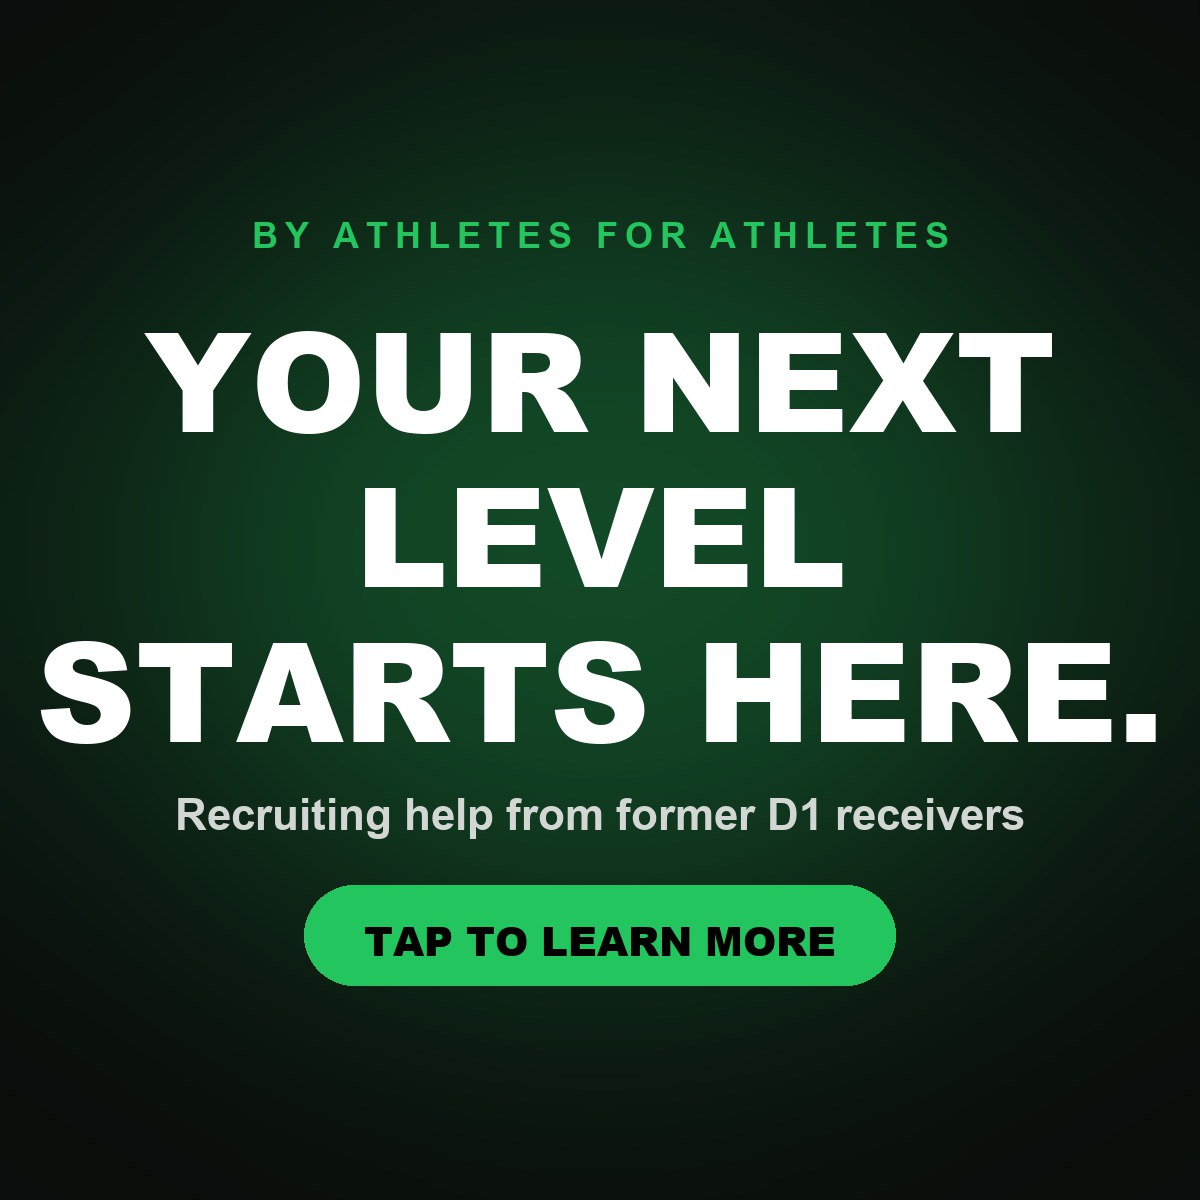 BY ATHLETES FOR ATHLETES
YOUR NEXT
LEVEL
STARTS HERE.
Recruiting help from former D1 receivers
TAP TO LEARN MORE